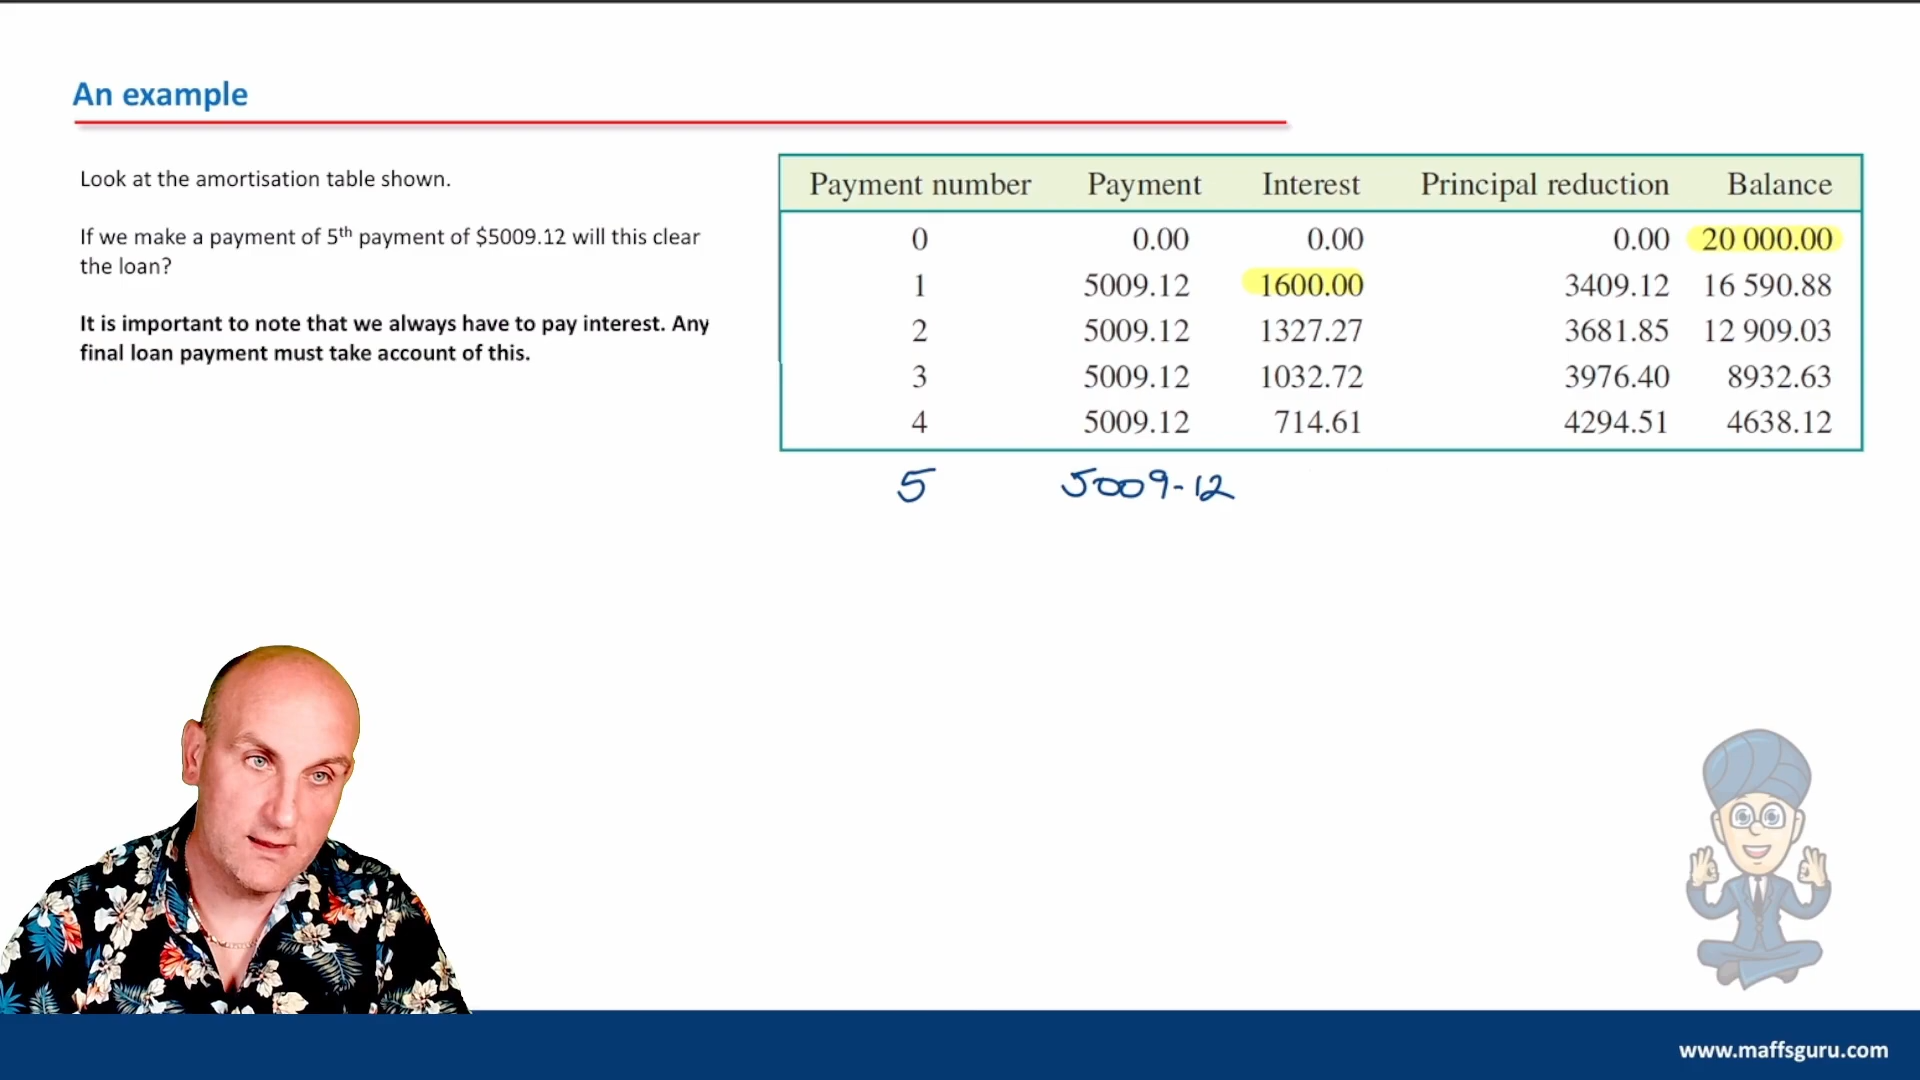 An example
Look at the amortisation table shown.
If we make a payment of 5th payment of $5009.12 will this clear
the loan?
It is important to note that we always have to pay interest. Any
final loan payment must take account of this.
Payment number Payment Interest Principal reduction Balance
0 0.00 0.00 0.00 20 000.00
1 5009.12 1600.00 3409.12 16 590.88
2 5009.12 1327.27 3681.85 12 909.03
3 5009.12 1032.72 3976.40 8932.63
4 5009.12 714.61 4294.51 4638.12
5 5009-12
www.maffsguru.com